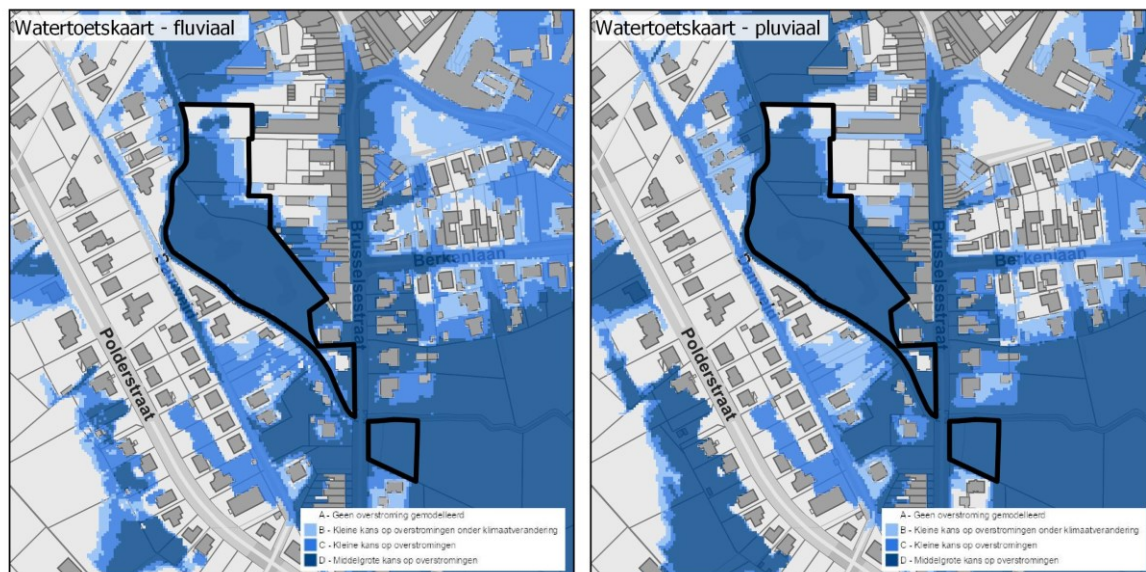 Watertoetskaart - fluviaal
Brusselsestraat
Berkenlaan
Polderstraat
A - Geen overstroming gemodelleerd
B - Kleine kans op overstromingen onder klimaatverandering
C - Kleine kans op overstromingen
D - Middelgrote kans op overstromingen
Watertoetskaart - pluviaal
Brusselsestraat
Berkenlaan
Polderstraat
A - Geen overstroming gemodelleerd
B - Kleine kans op overstromingen onder klimaatverandering
C - Kleine kans op overstromingen
D - Middelgrote kans op overstromingen